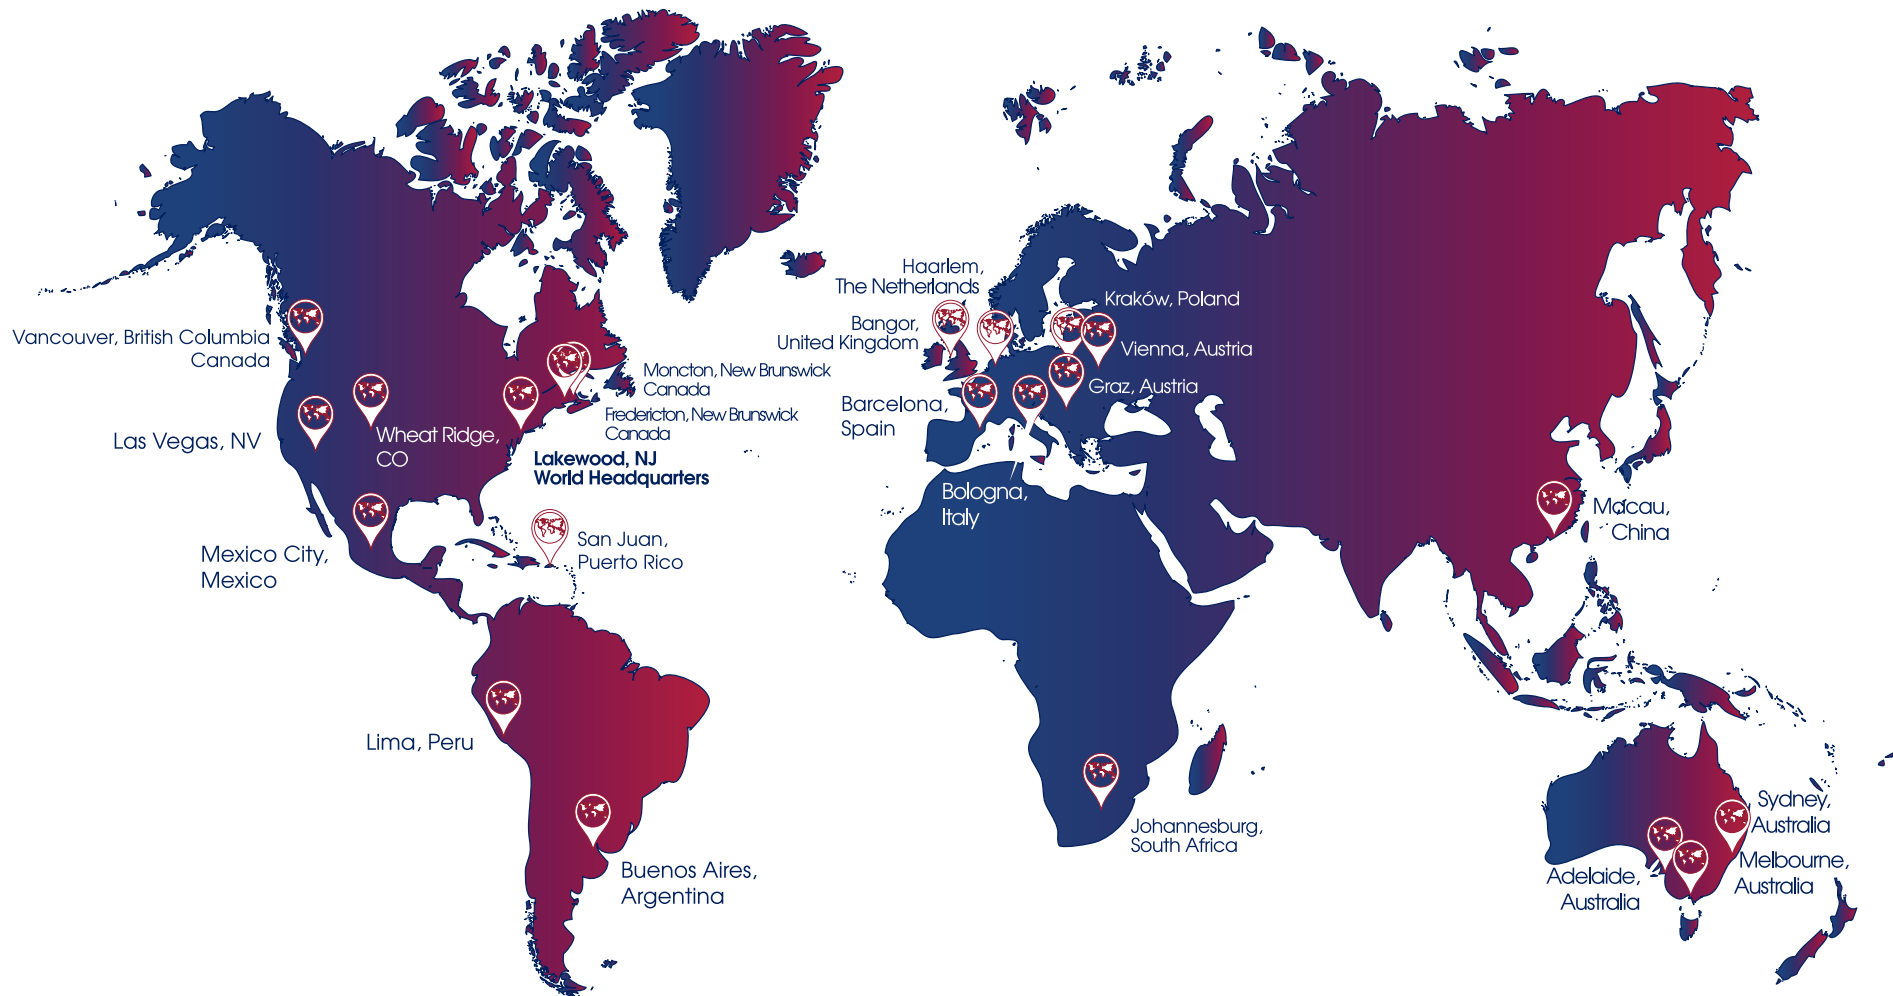 Vancouver, British Columbia
Canada
Las Vegas, NV
Wheat Ridge,
CO
Moncton, New Brunswick
Canada
Fredericton, New Brunswick
Canada
Lakewood, NJ
World Headquarters
Mexico City,
Mexico
San Juan,
Puerto Rico
Lima, Peru
Buenos Aires,
Argentina
Haarlem,
The Netherlands
Bangor,
United Kingdom
Kraków, Poland
Vienna, Austria
Graz, Austria
Barcelona,
Spain
Bologna,
Italy
Johannesburg,
South Africa
Macau,
China
Sydney,
Australia
Melbourne,
Australia
Adelaide,
Australia